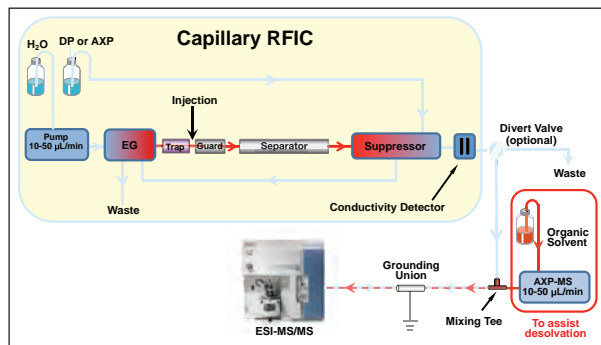 Capillary RFIC
H₂O
DP or AXP
Injection
Pump
10-50 µL/min
EG
Trap
Guard
Separator
Suppressor
Divert Valve
(optional)
Waste
Waste
Conductivity Detector
Organic
Solvent
Grounding
Union
AXP-MS
10-50 µL/min
Mixing Tee
ESI-MS/MS
To assist
desolvation